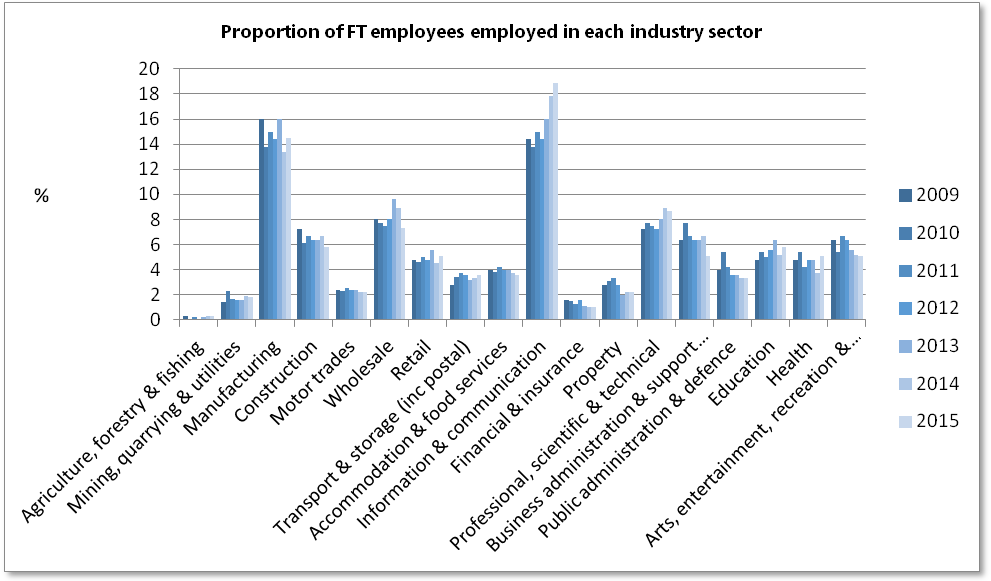 Proportion of FT employees employed in each industry sector
20
18
16
14
12
10
8
6
4
2
0
%
Agriculture, forestry & fishing
Mining, quarrying & utilities
Manufacturing
Construction
Motor trades
Wholesale
Retail
Transport & storage (inc postal)
Accommodation & food services
Information & communication
Financial & insurance
Property
Professional, scientific & technical
Business administration & support...
Public administration & defence
Education
Health
Arts, entertainment, recreation &...
2009
2010
2011
2012
2013
2014
2015